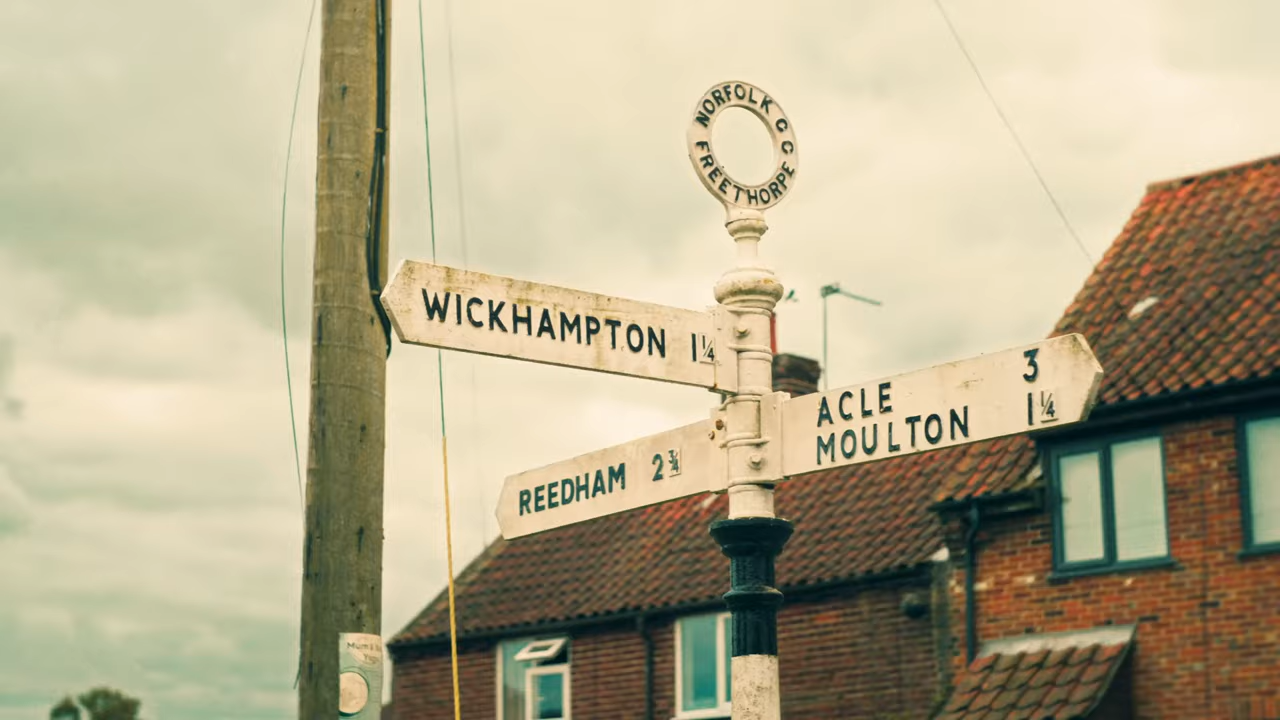 NORFOLK C C
FREETHORPE
WICKHAMPTON 1¼
ACLE 3
MOULTON 1¼
REEDHAM 2¾